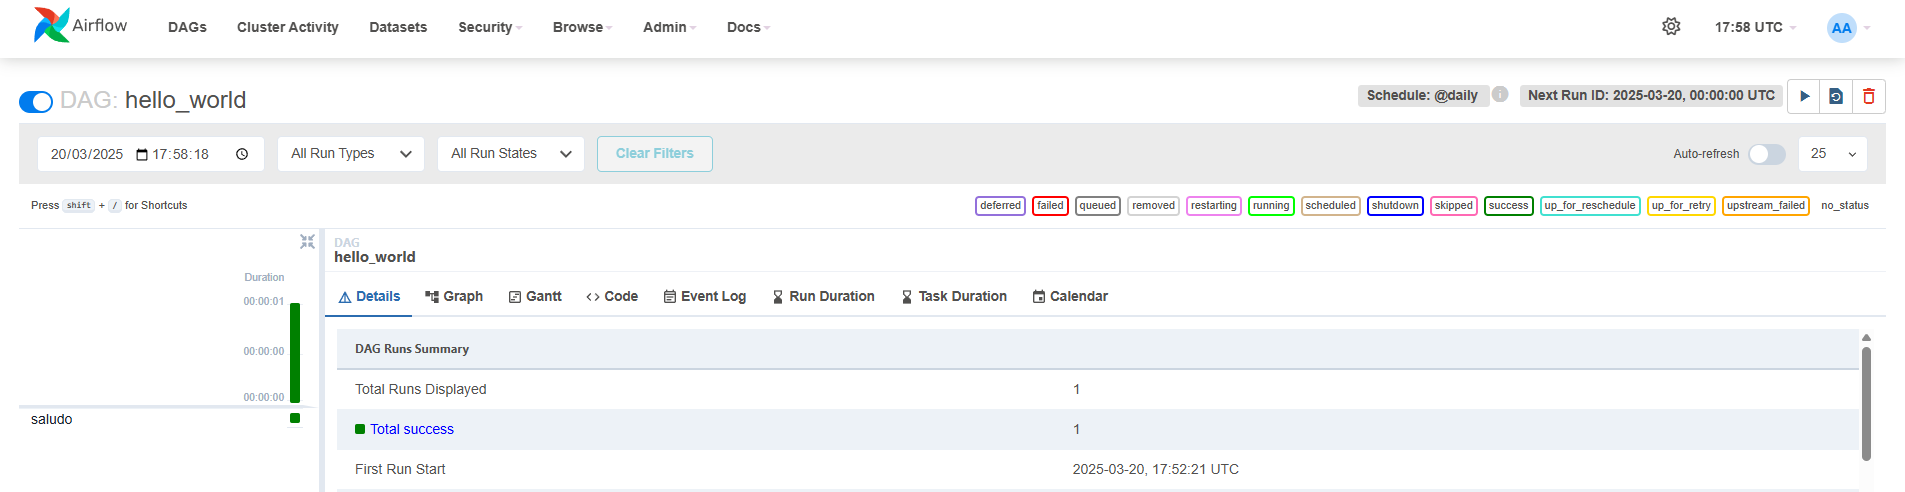 Airflow DAGs Cluster Activity Datasets Security Browse Admin Docs 17:58 UTC AA
DAG: hello_world Schedule: @daily i Next Run ID: 2025-03-20, 00:00:00 UTC
20/03/2025 17:58:18 All Run Types All Run States Clear Filters Auto-refresh 25
Press shift + / for Shortcuts deferred failed queued removed restarting running scheduled shutdown skipped success up_for_reschedule up_for_retry upstream_failed no_status
DAG
hello_world
Duration
00:00:01
00:00:00
00:00:00
saludo
Details Graph Gantt Code Event Log Run Duration Task Duration Calendar
DAG Runs Summary
Total Runs Displayed 1
Total success 1
First Run Start 2025-03-20, 17:52:21 UTC